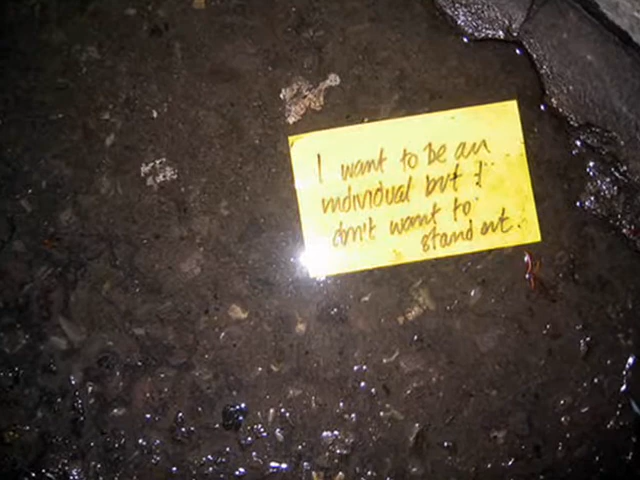 I want to be an
individual but I
don't want to
stand out.